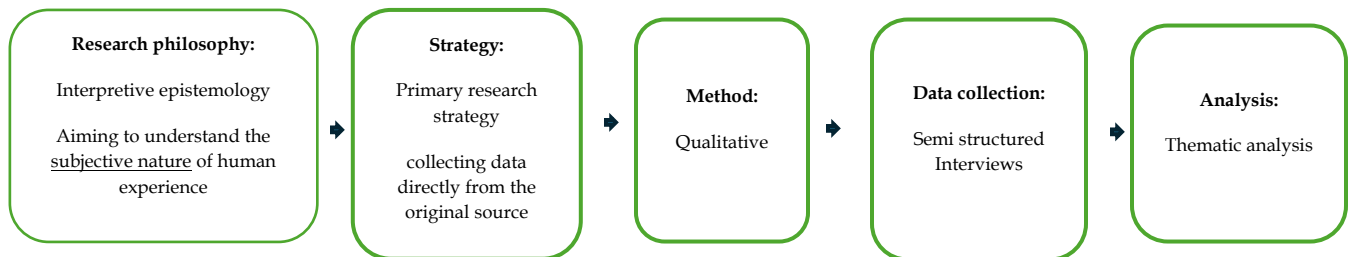 Research philosophy:
Interpretive epistemology
Aiming to understand the
subjective nature of human
experience
Strategy:
Primary research
strategy
collecting data
directly from the
original source
Method:
Qualitative
Data collection:
Semi structured
Interviews
Analysis:
Thematic analysis